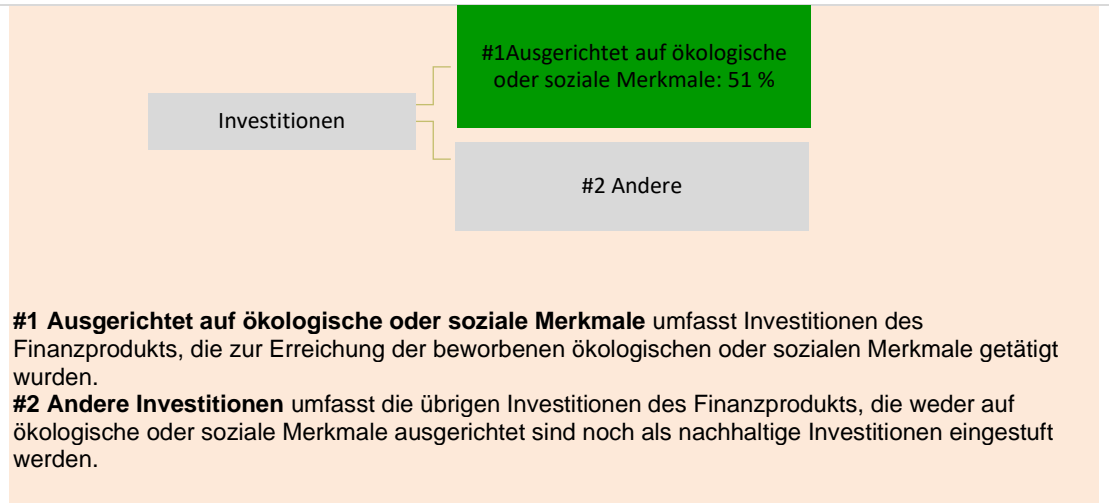 #1Ausgerichtet auf ökologische
oder soziale Merkmale: 51 %
Investitionen
#2 Andere
#1 Ausgerichtet auf ökologische oder soziale Merkmale umfasst Investitionen des
Finanzprodukts, die zur Erreichung der beworbenen ökologischen oder sozialen Merkmale getätigt
wurden.
#2 Andere Investitionen umfasst die übrigen Investitionen des Finanzprodukts, die weder auf
ökologische oder soziale Merkmale ausgerichtet sind noch als nachhaltige Investitionen eingestuft
werden.